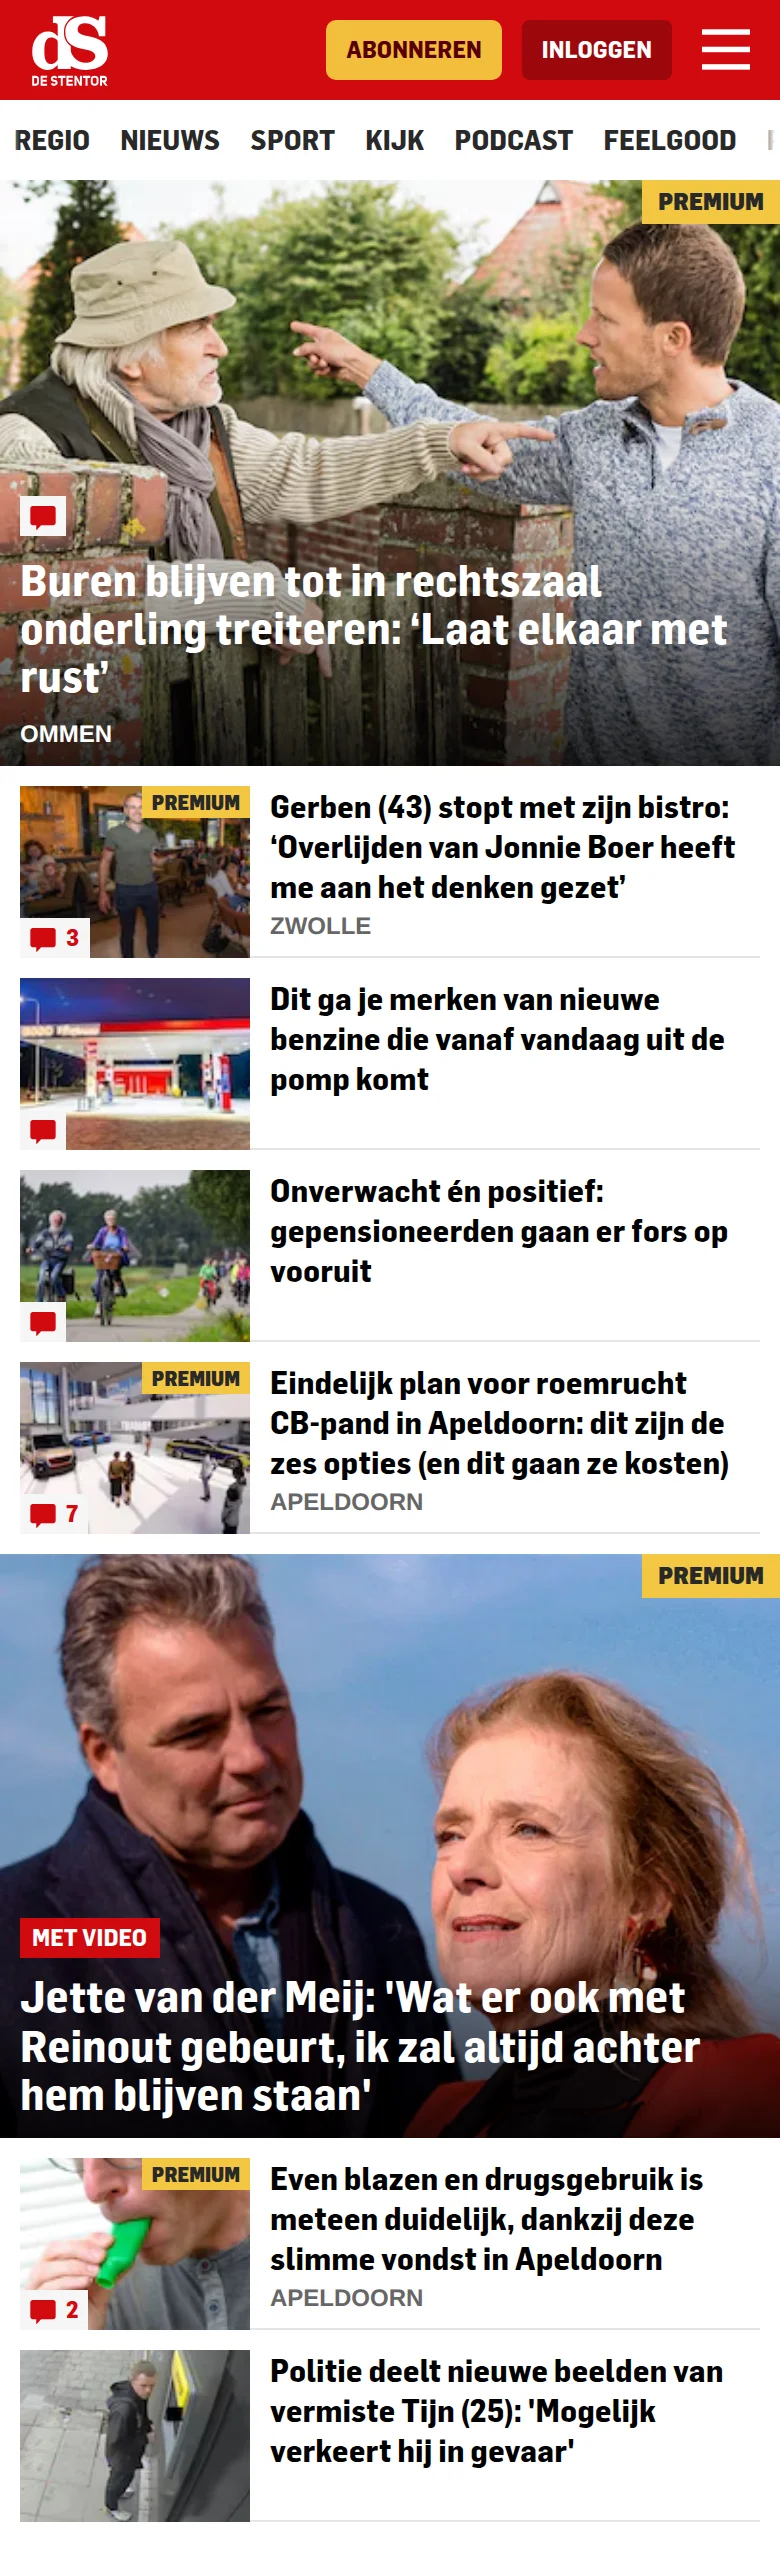 dS
DE STENTOR
ABONNEREN
INLOGGEN
REGIO NIEUWS SPORT KIJK PODCAST FEELGOOD
PREMIUM
Buren blijven tot in rechtszaal
onderling treiteren: ‘Laat elkaar met
rust’
OMMEN
PREMIUM
3
Gerben (43) stopt met zijn bistro:
‘Overlijden van Jonnie Boer heeft
me aan het denken gezet’
ZWOLLE
Dit ga je merken van nieuwe
benzine die vanaf vandaag uit de
pomp komt
Onverwacht én positief:
gepensioneerden gaan er fors op
vooruit
PREMIUM
7
Eindelijk plan voor roemrucht
CB-pand in Apeldoorn: dit zijn de
zes opties (en dit gaan ze kosten)
APELDOORN
PREMIUM
MET VIDEO
Jette van der Meij: 'Wat er ook met
Reinout gebeurt, ik zal altijd achter
hem blijven staan'
PREMIUM
2
Even blazen en drugsgebruik is
meteen duidelijk, dankzij deze
slimme vondst in Apeldoorn
APELDOORN
Politie deelt nieuwe beelden van
vermiste Tijn (25): 'Mogelijk
verkeert hij in gevaar'